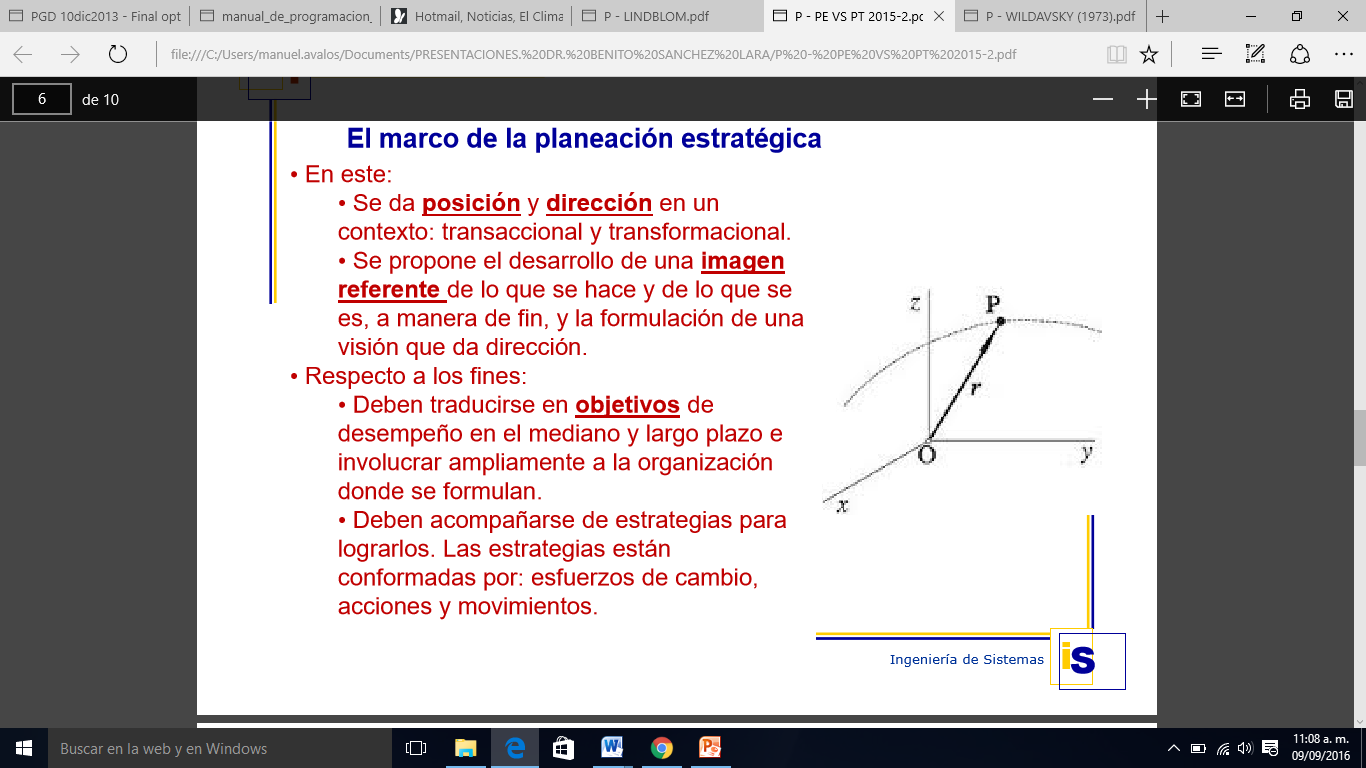 PGD 10dic2013 - Final opt
manual_de_programacion_
Hotmail, Noticias, El Clima
P - LINDBLOM.pdf
P - PE VS PT 2015-2.pd
P - WILDAVSKY (1973).pdf
file:///C:/Users/manuel.avalos/Documents/PRESENTACIONES.%20DR.%20BENITO%20SANCHEZ%20LARA/P%20-%20PE%20VS%20PT%202015-2.pdf
6 de 10
El marco de la planeación estratégica
• En este:
• Se da posición y dirección en un
contexto: transaccional y transformacional.
• Se propone el desarrollo de una imagen
referente de lo que se hace y de lo que se
es, a manera de fin, y la formulación de una
visión que da dirección.
• Respecto a los fines:
• Deben traducirse en objetivos de
desempeño en el mediano y largo plazo e
involucrar ampliamente a la organización
donde se formulan.
• Deben acompañarse de estrategias para
lograrlos. Las estrategias están
conformadas por: esfuerzos de cambio,
acciones y movimientos.
z
P
r
O
y
x
Ingeniería de Sistemas
is
Buscar en la web y en Windows
11:08 a. m.
09/09/2016